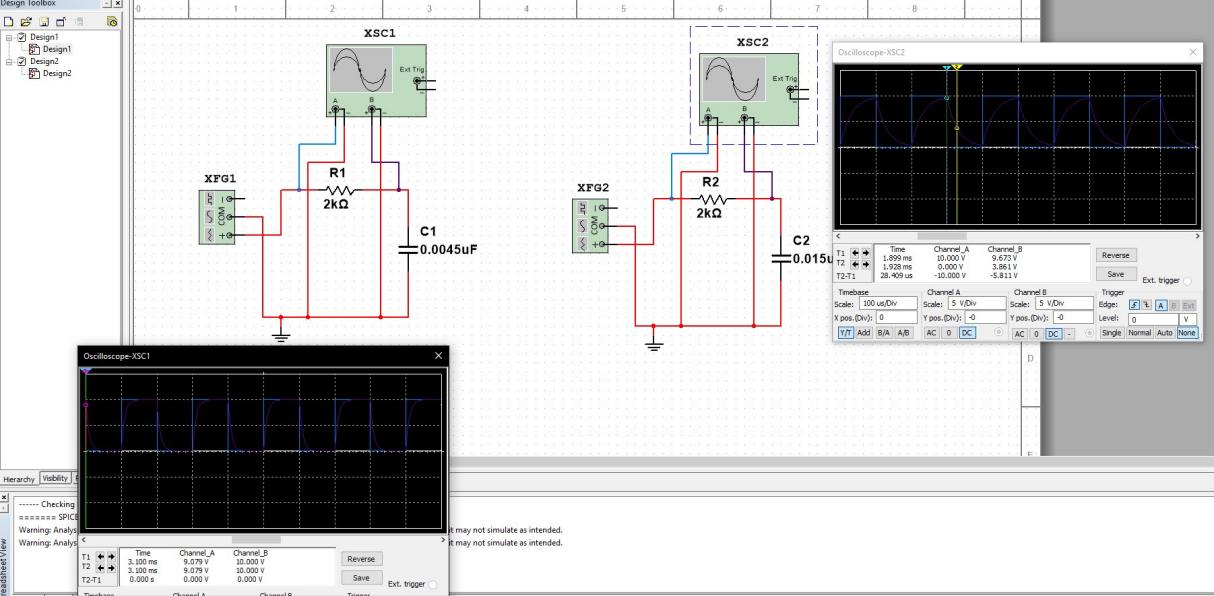 Design Toolbox
Design1
Design1
Design2
Design2
0 1 2 3 4 5 6 7 8
XSC1
Ext Trig
A B
XFG1
COM
R1
2kΩ
C1
0.0045uF
XSC2
Ext Trig
A B
XFG2
COM
R2
2kΩ
C2
0.015u
D
Oscilloscope-XSC2
T1
T2
T2-T1
Time Channel_A Channel_B
1.899 ms 10.000 V 9.673 V
1.928 ms 0.000 V 3.861 V
28.409 us -10.000 V -5.811 V
Reverse
Save
Ext. trigger
Timebase Channel A Channel B Trigger
Scale: 100 us/Div Scale: 5 V/Div Scale: 5 V/Div Edge: A B Ext
X pos.(Div): 0 Y pos.(Div): -0 Y pos.(Div): -0 Level: 0 V
Y/T Add B/A A/B AC 0 DC AC 0 DC - Single Normal Auto None
Oscilloscope-XSC1
T1
T2
T2-T1
Time Channel_A Channel_B
3.100 ms 9.079 V 10.000 V
3.100 ms 9.079 V 10.000 V
0.000 s 0.000 V 0.000 V
Reverse
Save
Ext. trigger
Timebase Channel A Channel B Trigger
Hierarchy Visibility
------ Checking
======= SPICE
Warning: Analys it may not simulate as intended.
Warning: Analys it may not simulate as intended.
readsheet View